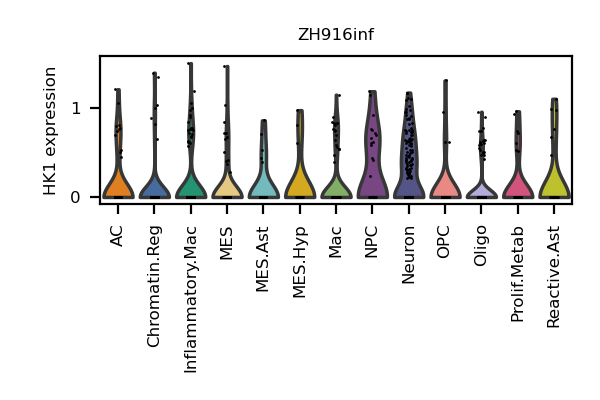 ZH916inf
HK1 expression
1
0
AC
Chromatin.Reg
Inflammatory.Mac
MES
MES.Ast
MES.Hyp
Mac
NPC
Neuron
OPC
Oligo
Prolif.Metab
Reactive.Ast